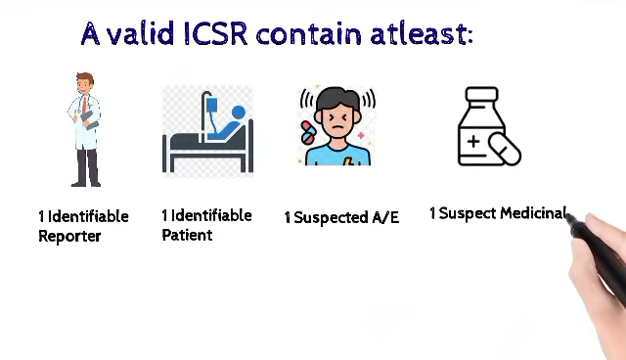 A valid ICSR contain atleast:
1 Identifiable
Reporter
1 Identifiable
Patient
1 Suspected A/E
1 Suspect Medicinal